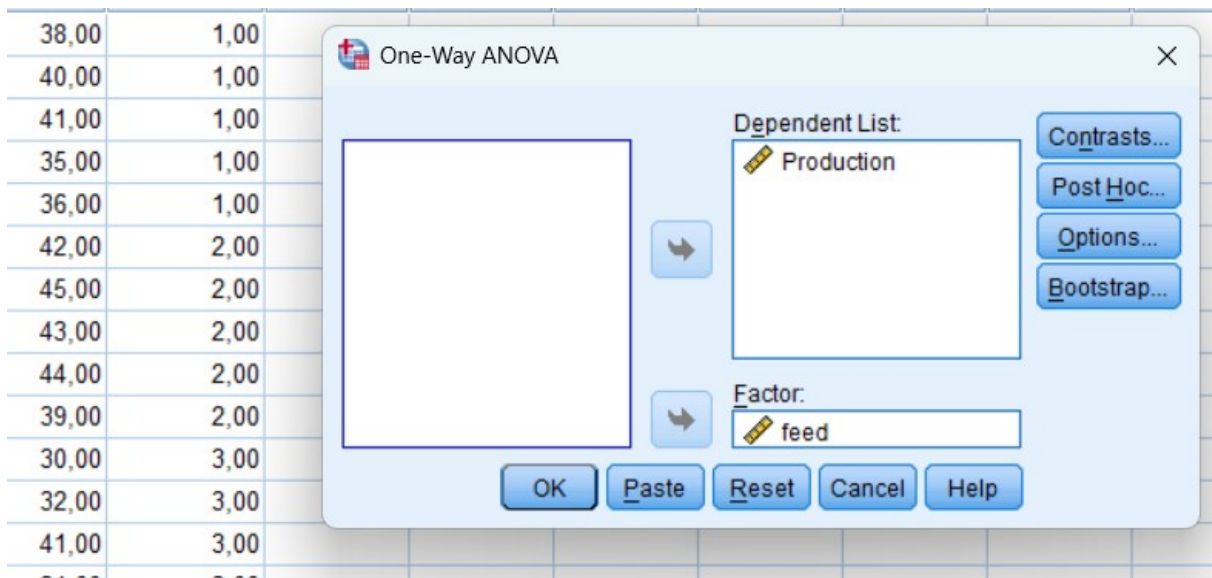 38,00 1,00
40,00 1,00
41,00 1,00
35,00 1,00
36,00 1,00
42,00 2,00
45,00 2,00
43,00 2,00
44,00 2,00
39,00 2,00
30,00 3,00
32,00 3,00
41,00 3,00
One-Way ANOVA
Dependent List:
Production
Factor:
feed
Contrasts...
Post Hoc...
Options...
Bootstrap...
OK Paste Reset Cancel Help